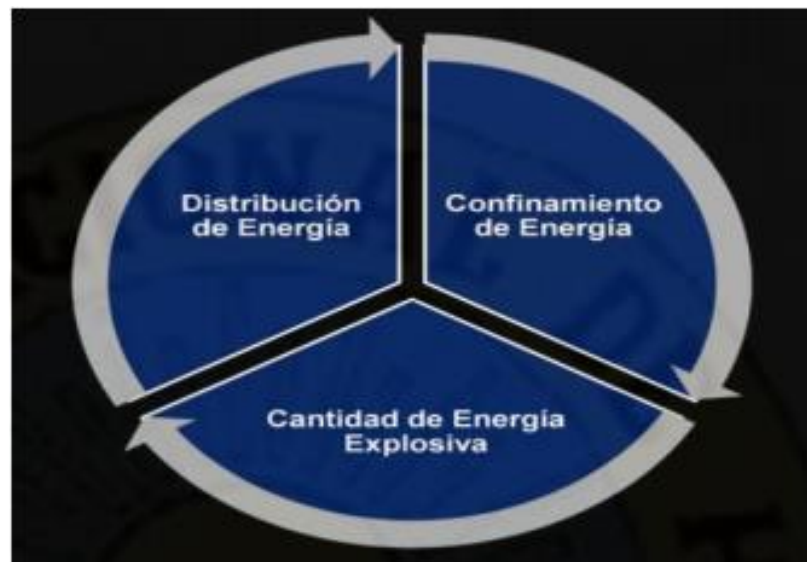 Distribución
de Energía
Confinamiento
de Energía
Cantidad de Energía
Explosiva